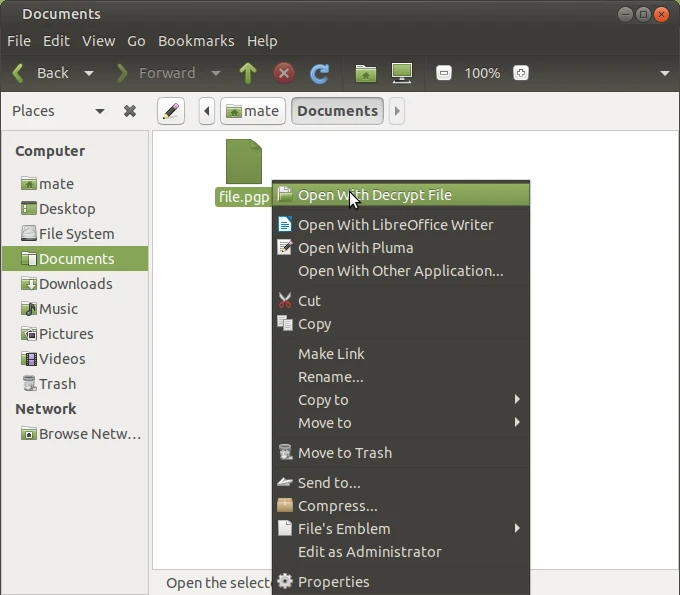 Documents
File Edit View Go Bookmarks Help
Back Forward 100%
Places mate Documents
Computer
mate
Desktop
File System
Documents
Downloads
Music
Pictures
Videos
Trash
Network
Browse Netw...
file.pgp
Open With Decrypt File
Open With LibreOffice Writer
Open With Pluma
Open With Other Application...
Cut
Copy
Make Link
Rename...
Copy to
Move to
Move to Trash
Send to...
Compress...
File's Emblem
Edit as Administrator
Properties
Open the selecte